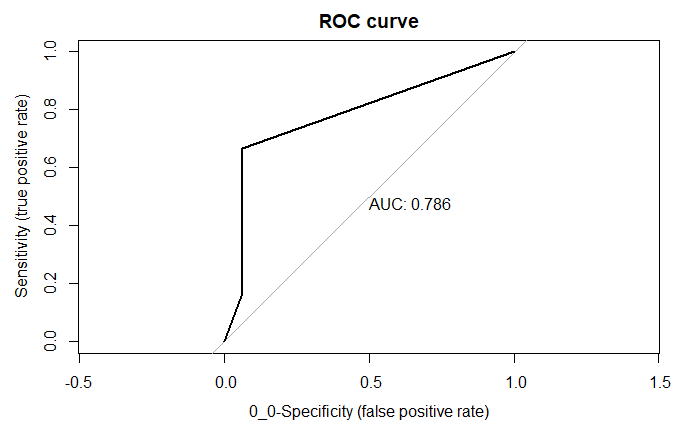 ROC curve
Sensitivity (true positive rate)
1.0
0.8
0.6
0.4
0.2
0.0
AUC: 0.786
-0.5
0.0
0.5
1.0
1.5
0_0-Specificity (false positive rate)